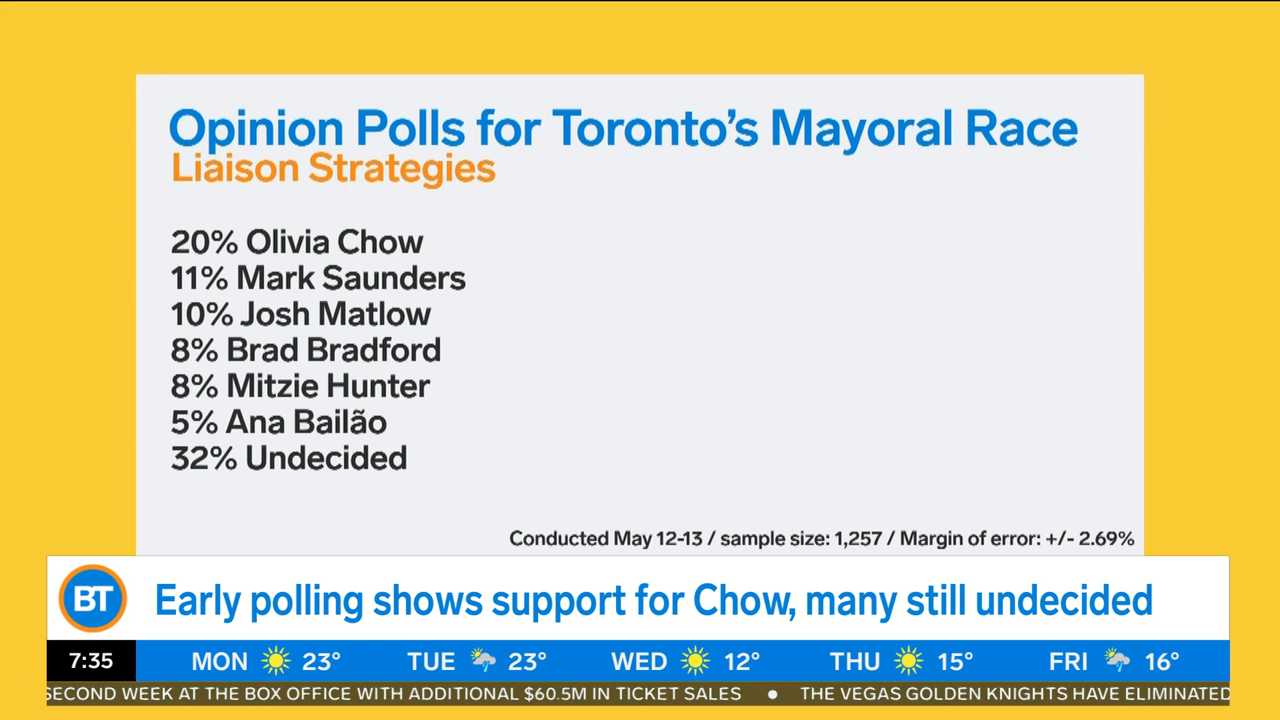 Opinion Polls for Toronto's Mayoral Race
Liaison Strategies
20% Olivia Chow
11% Mark Saunders
10% Josh Matlow
8% Brad Bradford
8% Mitzie Hunter
5% Ana Bailão
32% Undecided
Conducted May 12-13 / sample size: 1,257 / Margin of error: +/- 2.69%
BT Early polling shows support for Chow, many still undecided
7:35 MON 23° TUE 23° WED 12° THU 15° FRI 16°
SECOND WEEK AT THE BOX OFFICE WITH ADDITIONAL $60.5M IN TICKET SALES • THE VEGAS GOLDEN KNIGHTS HAVE ELIMINATED